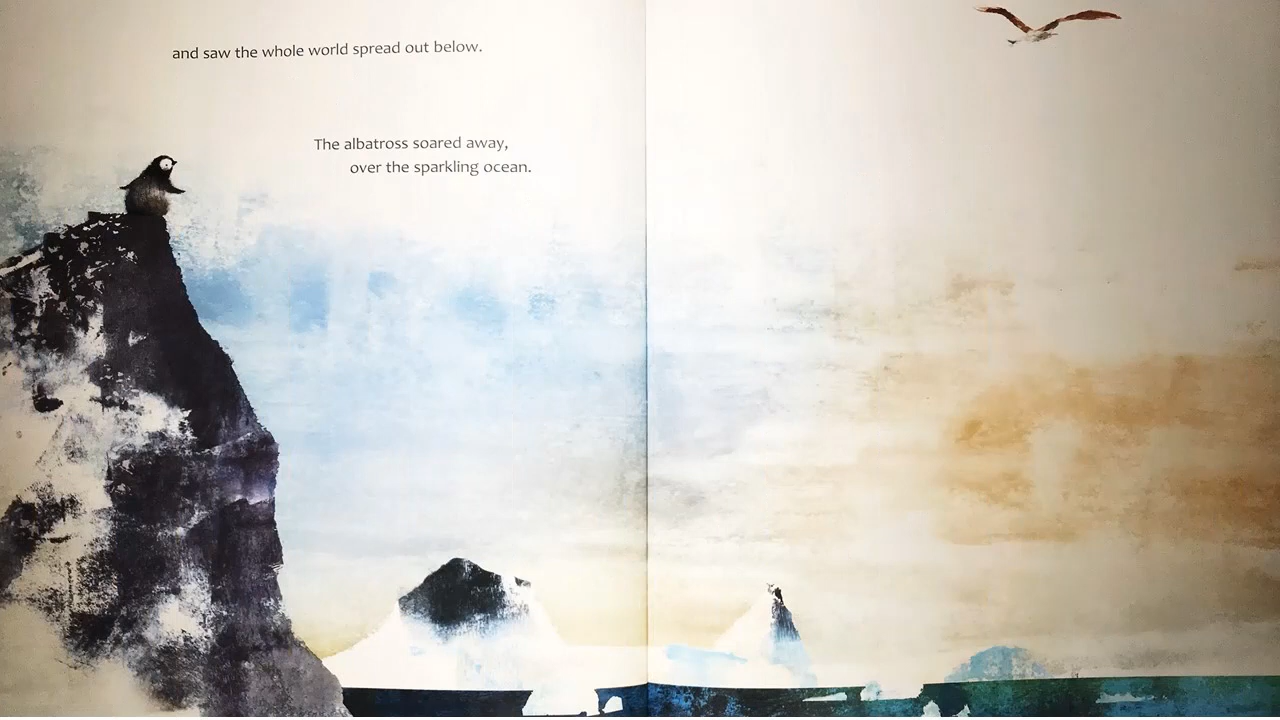 and saw the whole world spread out below.
The albatross soared away,
over the sparkling ocean.